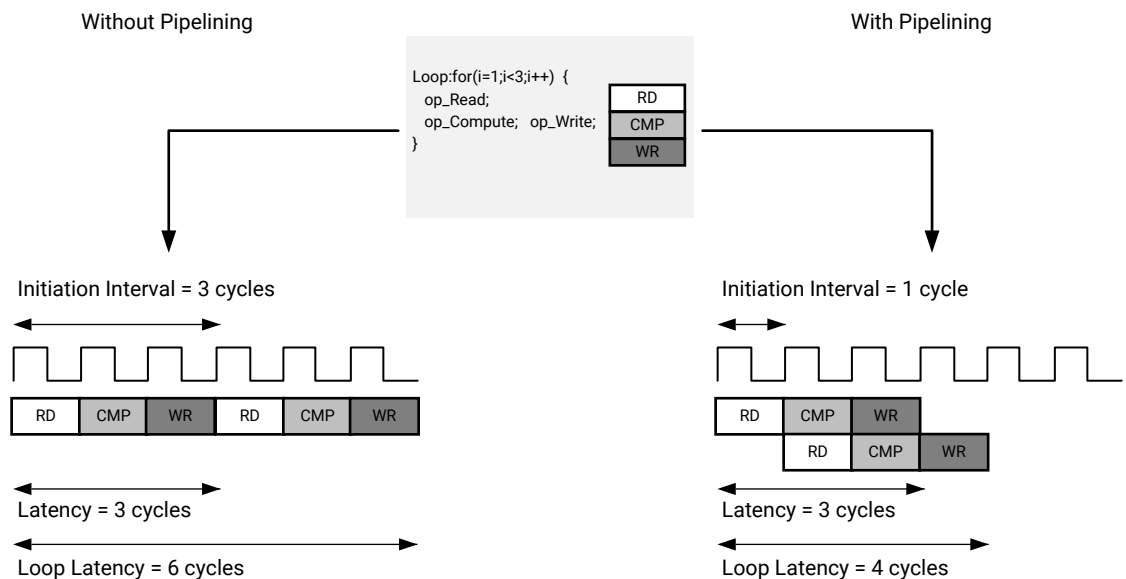 Without Pipelining
With Pipelining
Loop:for(i=1;i<3;i++) {
op_Read;
op_Compute; op_Write;
}
RD
CMP
WR
Initiation Interval = 3 cycles
RD CMP WR RD CMP WR
Latency = 3 cycles
Loop Latency = 6 cycles
Initiation Interval = 1 cycle
RD CMP WR
RD CMP WR
Latency = 3 cycles
Loop Latency = 4 cycles